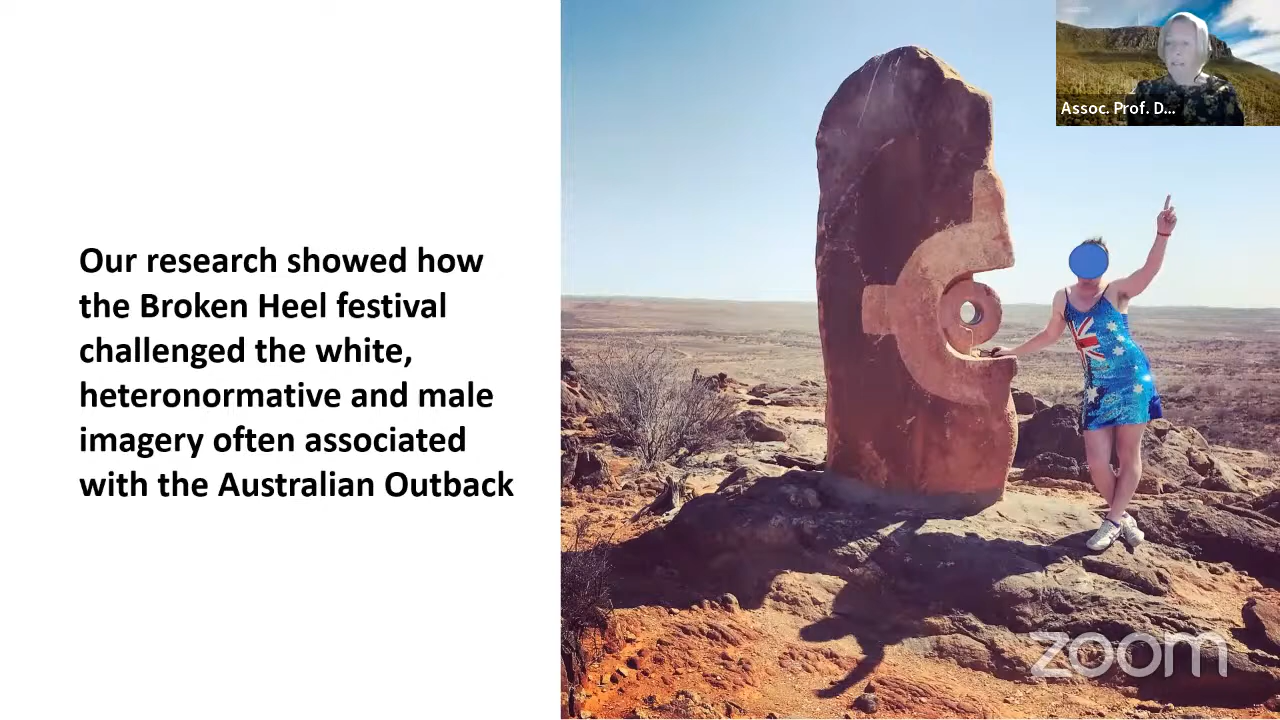 Our research showed how
the Broken Heel festival
challenged the white,
heteronormative and male
imagery often associated
with the Australian Outback
Assoc. Prof. D...
zoom